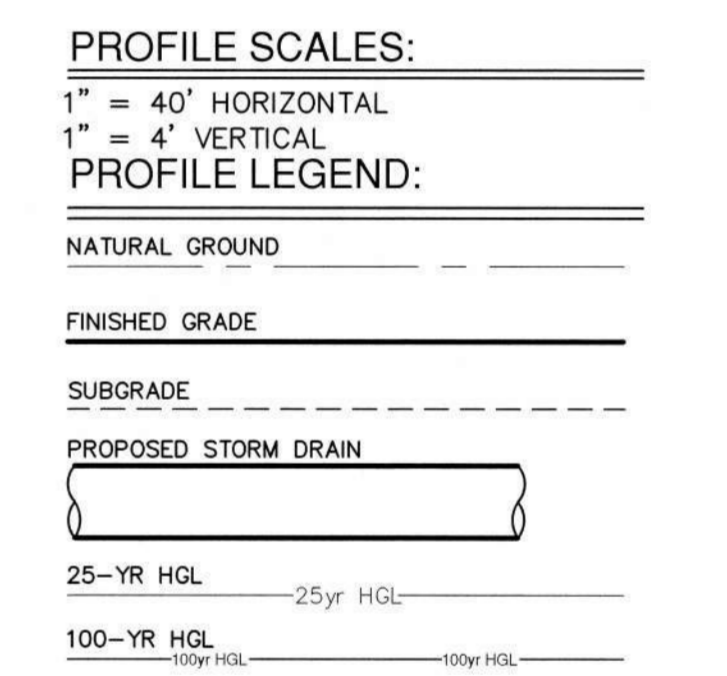 PROFILE SCALES:
1" = 40' HORIZONTAL
1" = 4' VERTICAL
PROFILE LEGEND:
NATURAL GROUND
FINISHED GRADE
SUBGRADE
PROPOSED STORM DRAIN
25-YR HGL
25yr HGL
100-YR HGL
100yr HGL 100yr HGL